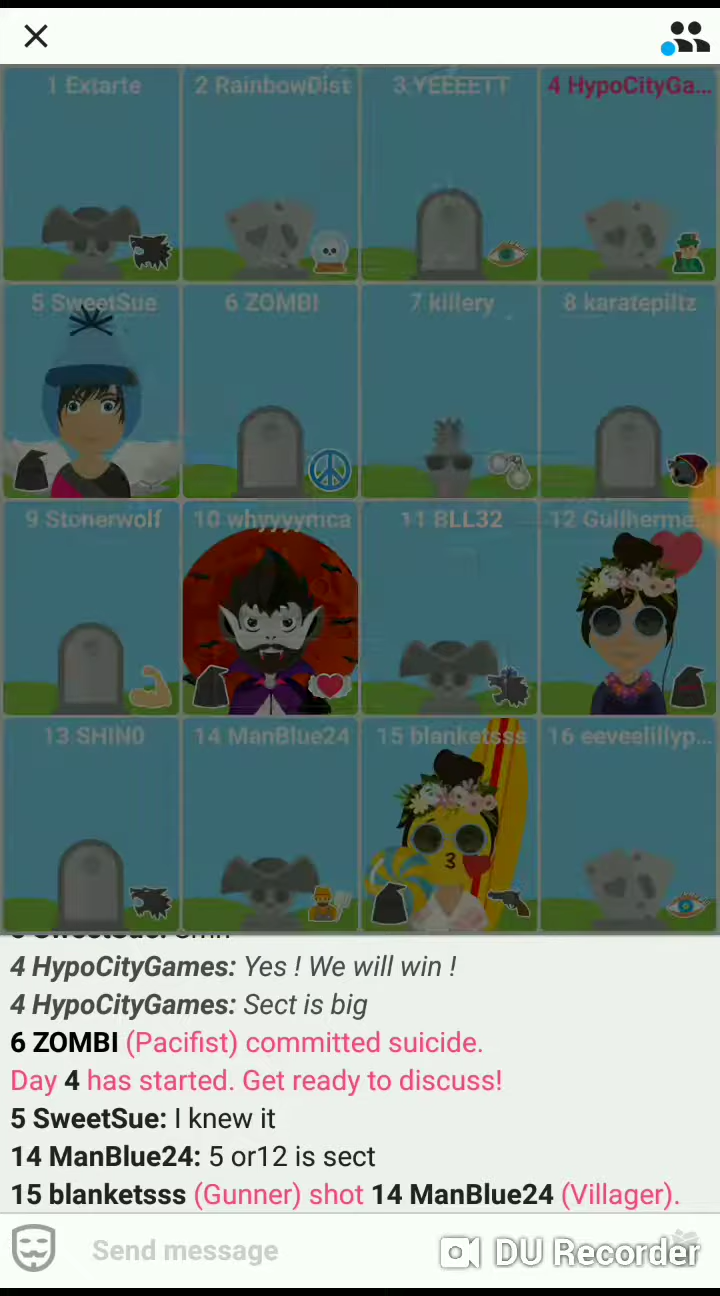 1 Extarte
2 RainbowDist
3 YEEEETT
4 HypoCityGa...
5 SweetSue
6 ZOMBI
7 killery
8 karatepiltz
9 Stonerwolf
10 whyyyymca
11 BLL32
12 Guilherme...
13 SHIN0
14 ManBlue24
15 blanketsss
16 eeveelillyp...
4 HypoCityGames: Yes ! We will win !
4 HypoCityGames: Sect is big
6 ZOMBI (Pacifist) committed suicide.
Day 4 has started. Get ready to discuss!
5 SweetSue: I knew it
14 ManBlue24: 5 or12 is sect
15 blanketsss (Gunner) shot 14 ManBlue24 (Villager).
Send message
DU Recorder